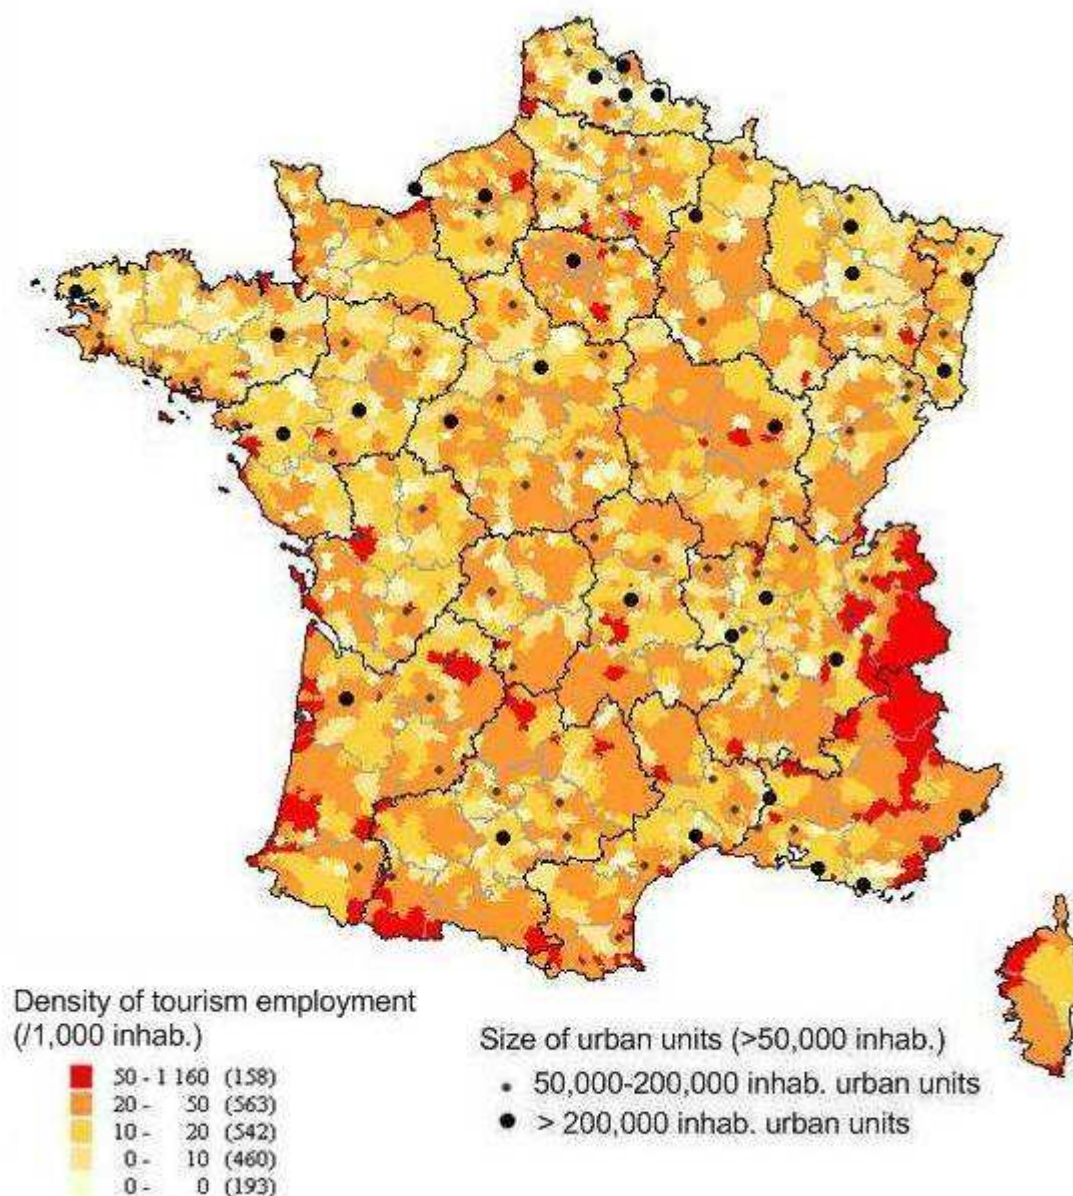 Density of tourism employment
(/1,000 inhab.)
50 - 1 160 (158)
20 - 50 (563)
10 - 20 (542)
0 - 10 (460)
0 - 0 (193)
Size of urban units (>50,000 inhab.)
50,000-200,000 inhab. urban units
> 200,000 inhab. urban units